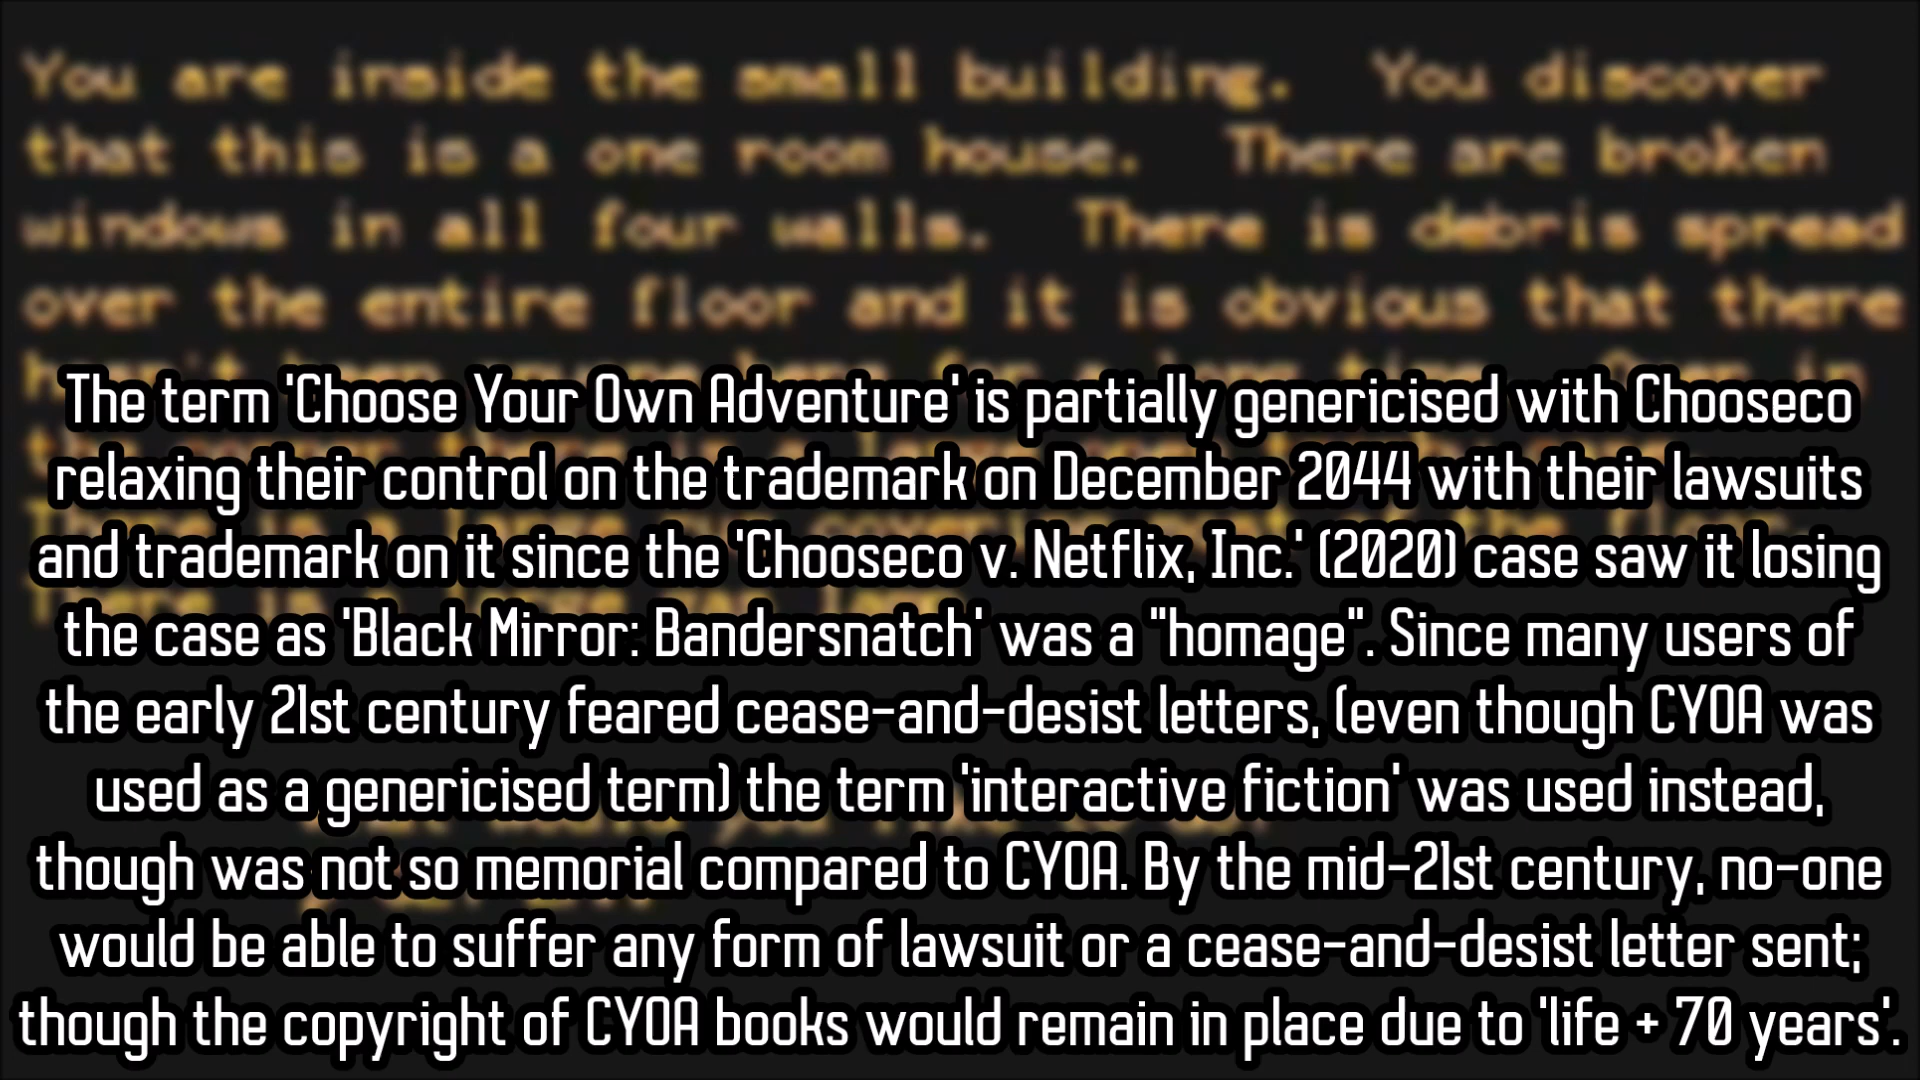 You are inside the small building. You discover
that this is a one room house. There are broken
windows in all four walls. There is debris spread
over the entire floor and it is obvious that there
The term 'Choose Your Own Adventure' is partially genericised with Chooseco
relaxing their control on the trademark on December 2044 with their lawsuits
and trademark on it since the 'Chooseco v. Netflix, Inc.' (2020) case saw it losing
the case as 'Black Mirror: Bandersnatch' was a "homage". Since many users of
the early 21st century feared cease-and-desist letters, (even though CYOA was
used as a genericised term) the term 'interactive fiction' was used instead,
though was not so memorial compared to CYOA. By the mid-21st century, no-one
would be able to suffer any form of lawsuit or a cease-and-desist letter sent;
though the copyright of CYOA books would remain in place due to 'life + 70 years'.